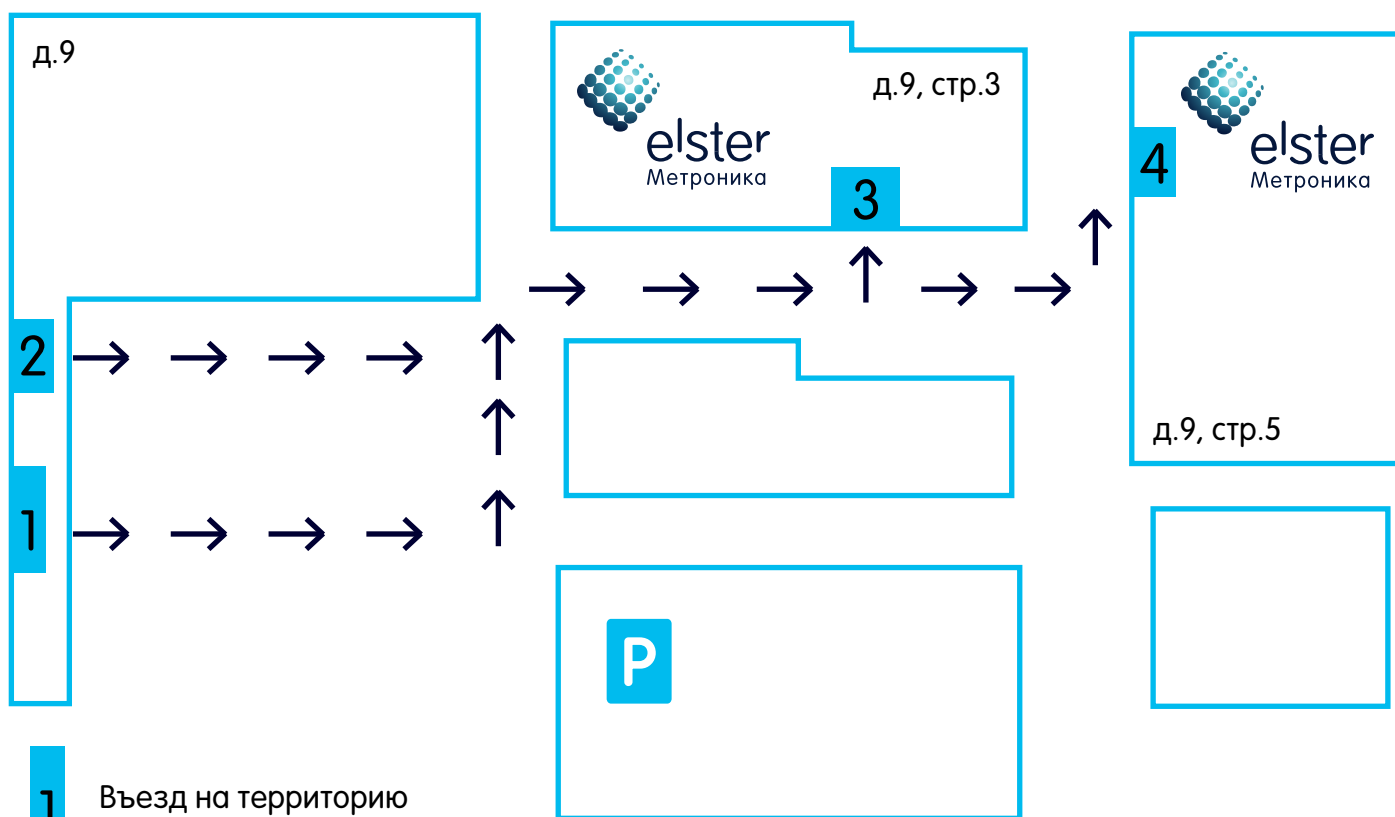 д.9
elster
Метроника
д.9, стр.3
3
elster
Метроника
4
д.9, стр.5
2
1
P
1
Въезд на территорию